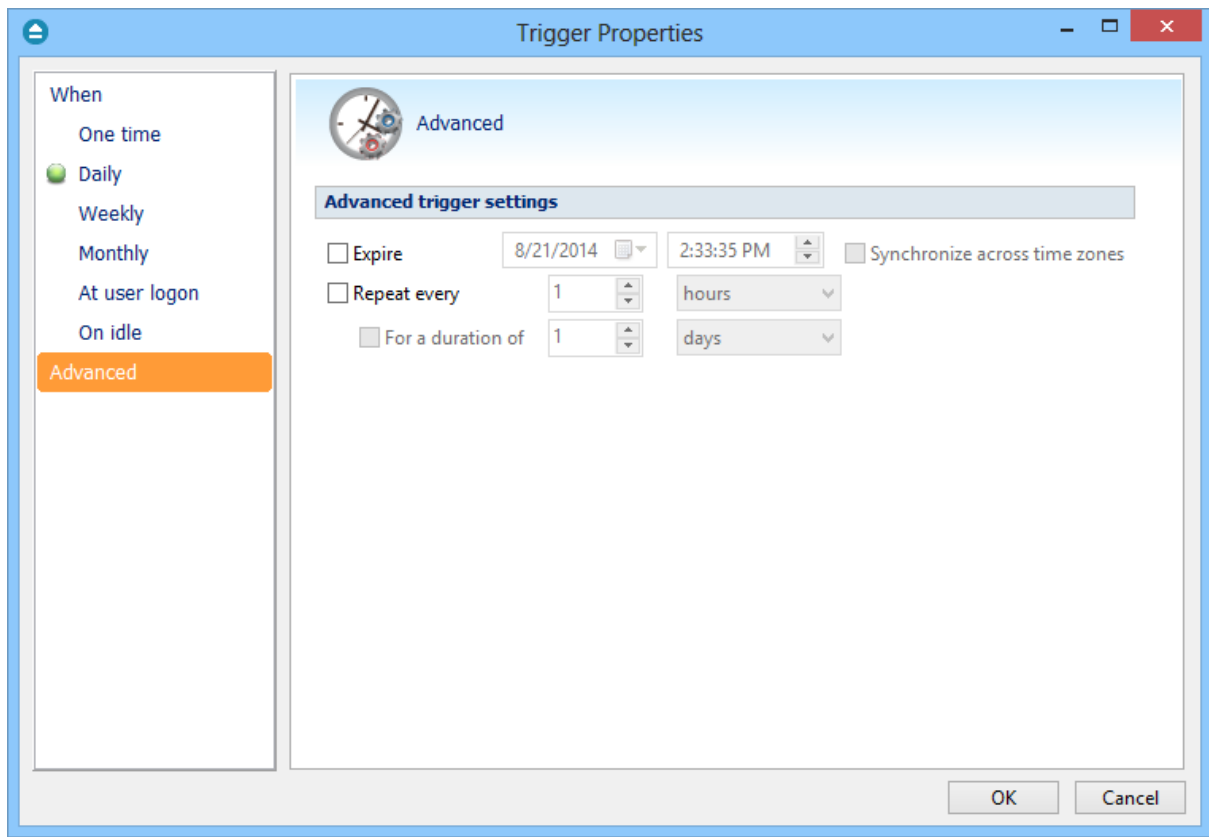 Trigger Properties
When
One time
Daily
Weekly
Monthly
At user logon
On idle
Advanced
Advanced
Advanced trigger settings
Expire 8/21/2014 2:33:35 PM Synchronize across time zones
Repeat every 1 hours
For a duration of 1 days
OK Cancel